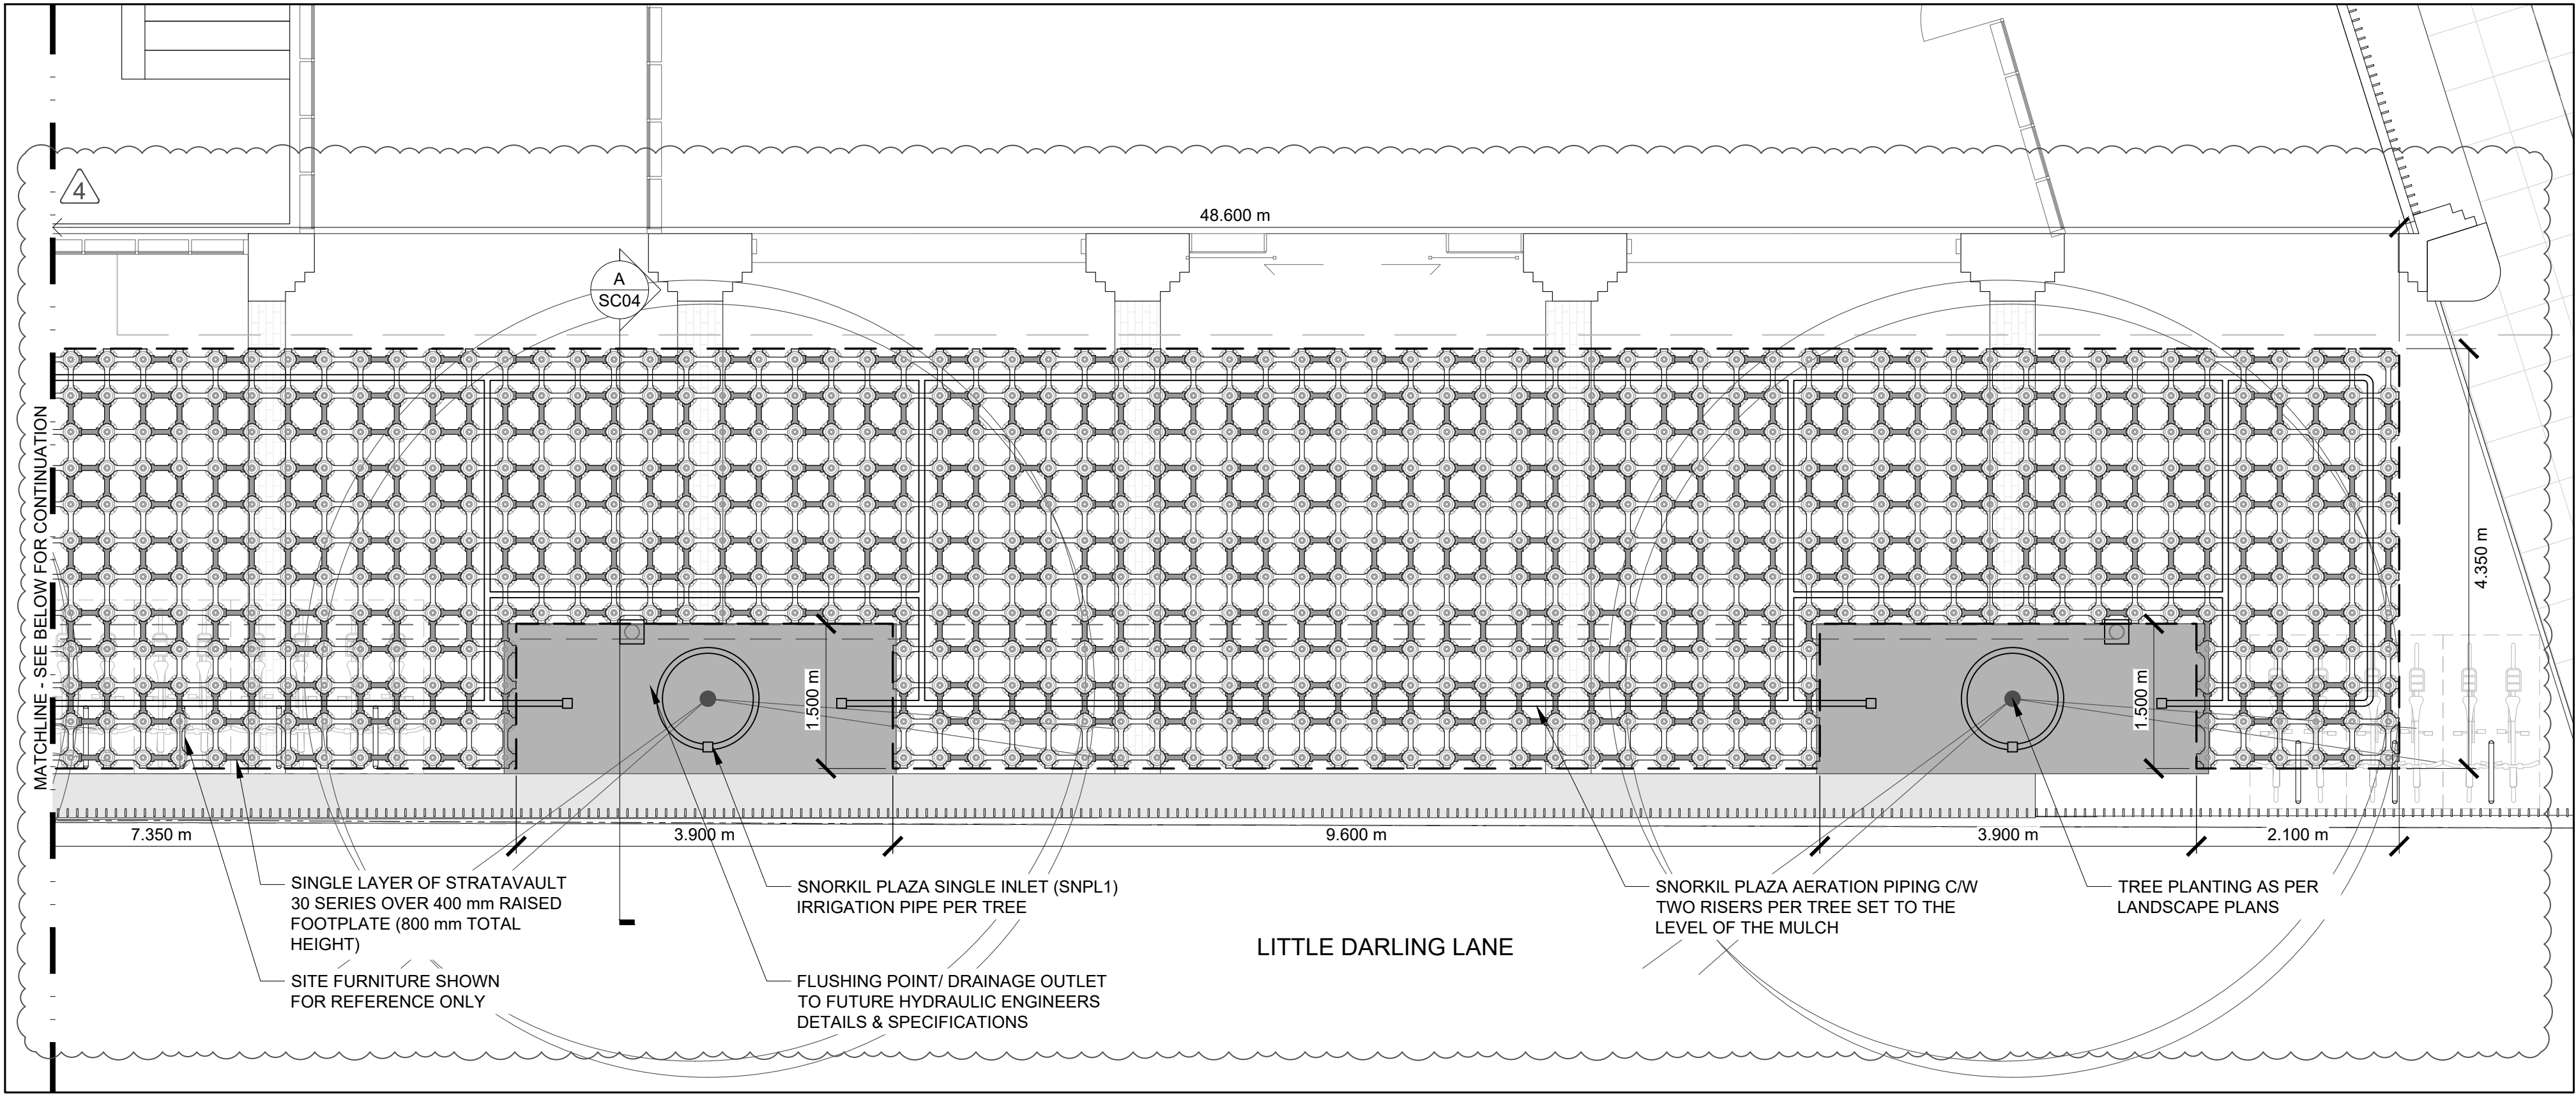 4
48.600 m
A
SC04
MATCHLINE - SEE BELOW FOR CONTINUATION
4.350 m
1.500 m
1.500 m
7.350 m
3.900 m
9.600 m
3.900 m
2.100 m
SINGLE LAYER OF STRATAVAULT
30 SERIES OVER 400 mm RAISED
FOOTPLATE (800 mm TOTAL
HEIGHT)
SITE FURNITURE SHOWN
FOR REFERENCE ONLY
SNORKIL PLAZA SINGLE INLET (SNPL1)
IRRIGATION PIPE PER TREE
FLUSHING POINT/ DRAINAGE OUTLET
TO FUTURE HYDRAULIC ENGINEERS
DETAILS & SPECIFICATIONS
LITTLE DARLING LANE
SNORKIL PLAZA AERATION PIPING C/W
TWO RISERS PER TREE SET TO THE
LEVEL OF THE MULCH
TREE PLANTING AS PER
LANDSCAPE PLANS